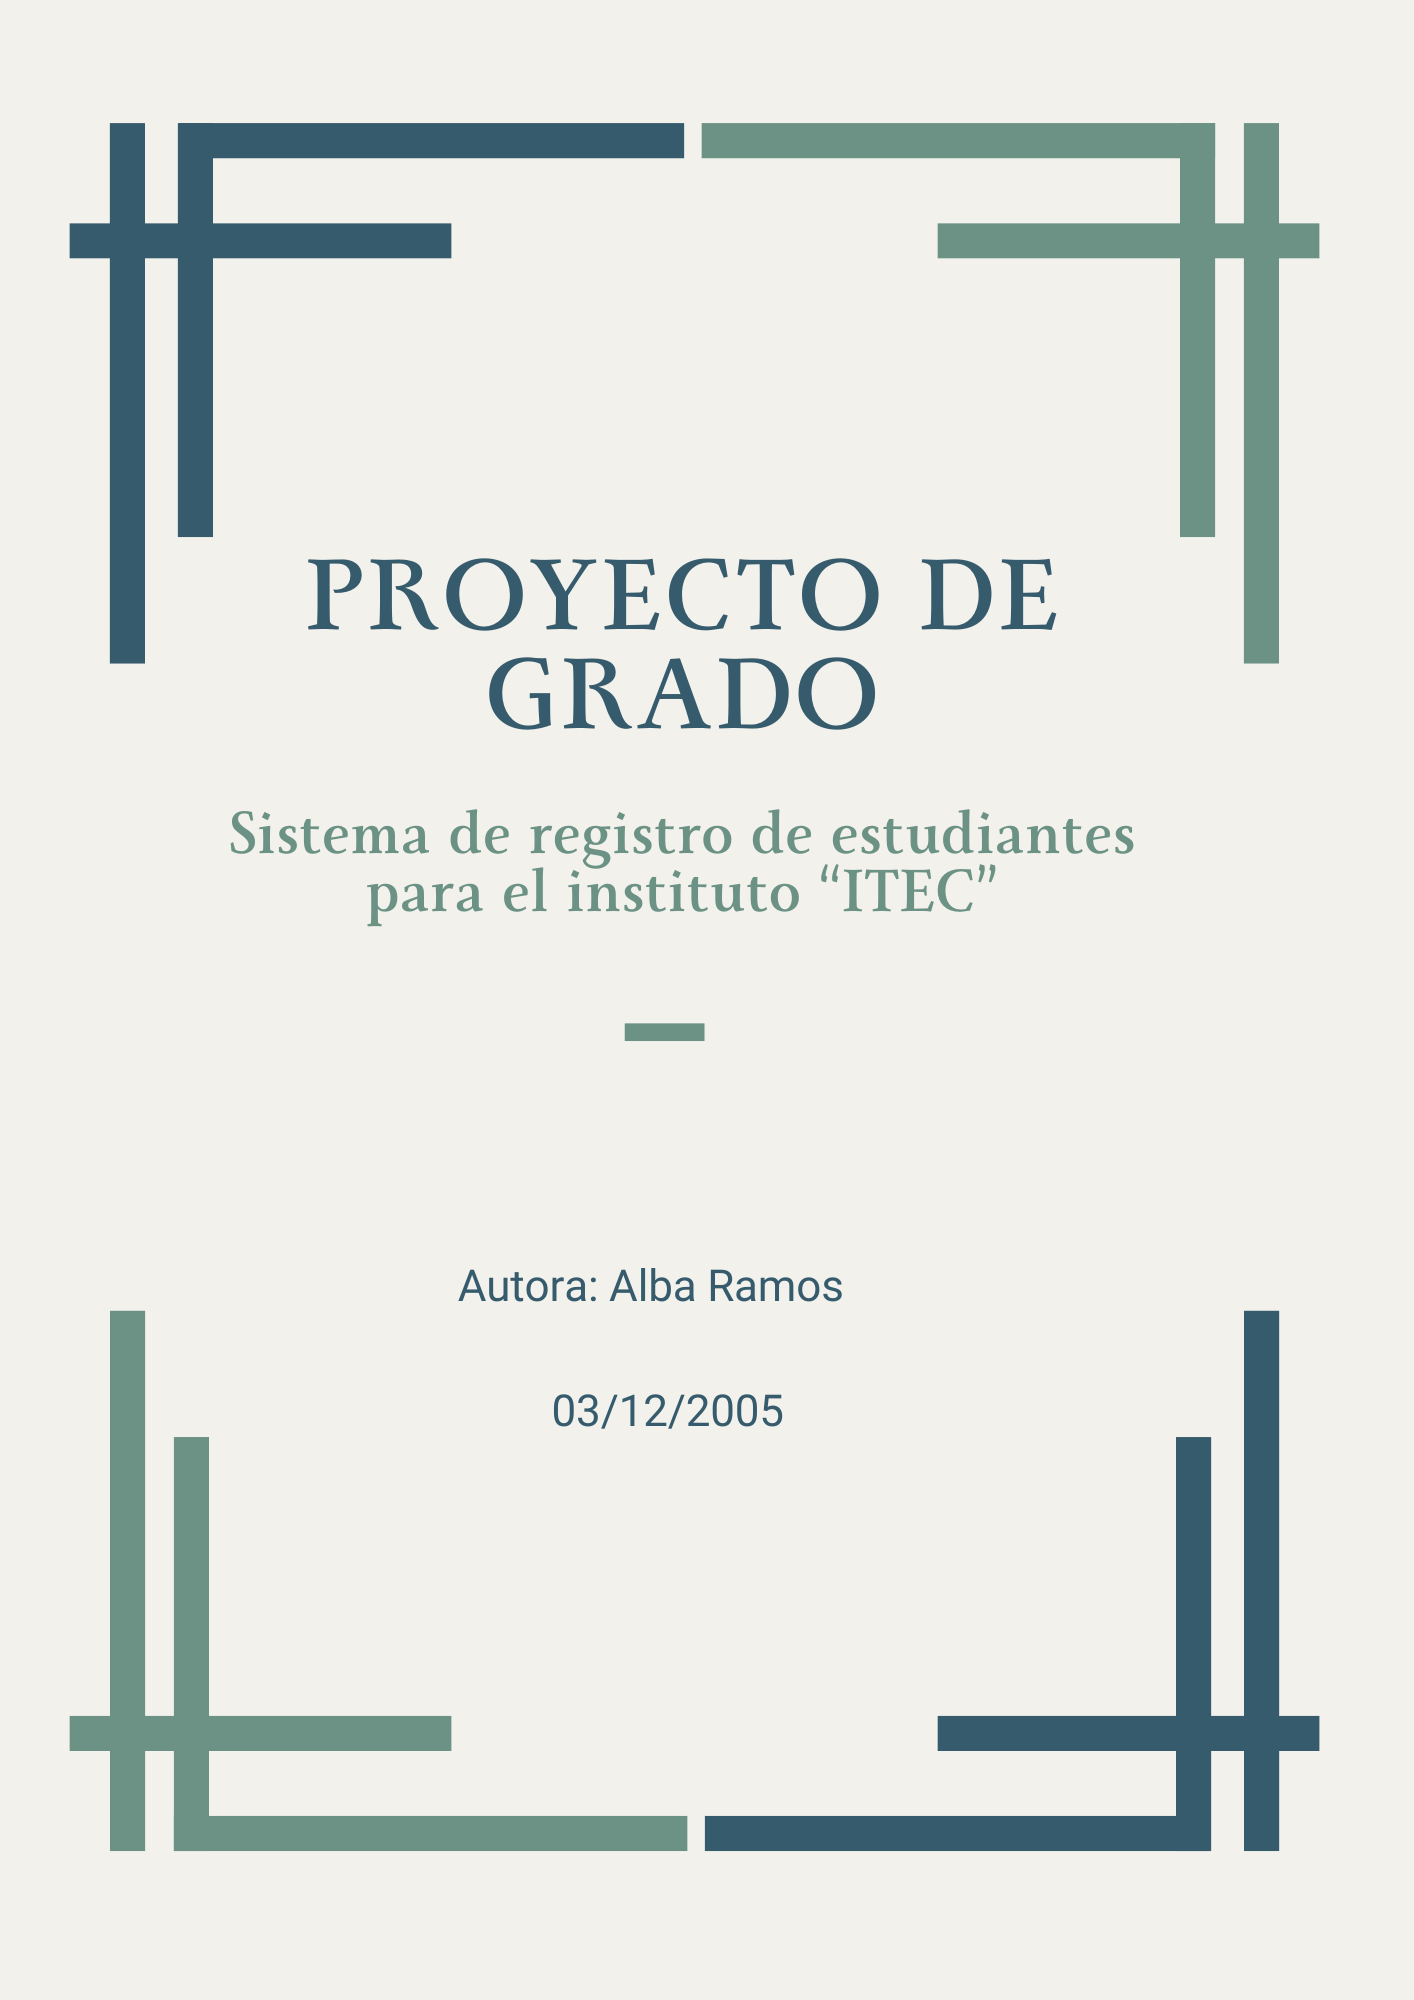 PROYECTO DE
GRADO
Sistema de registro de estudiantes
para el instituto “ITEC”
Autora: Alba Ramos
03/12/2005